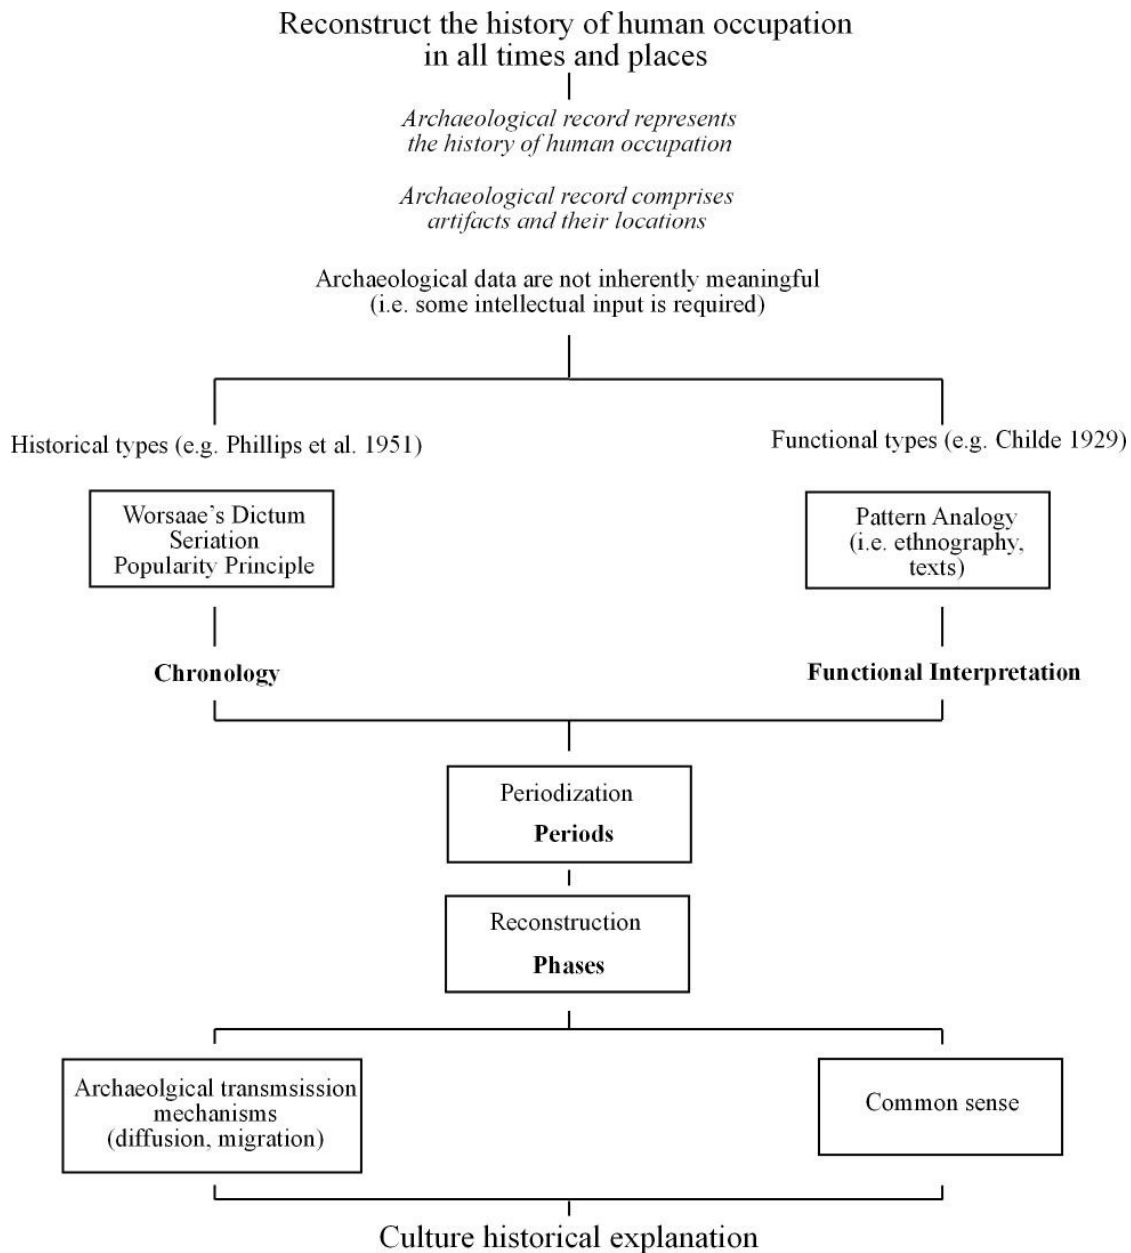 Reconstruct the history of human occupation
in all times and places
Archaeological record represents
the history of human occupation
Archaeological record comprises
artifacts and their locations
Archaeological data are not inherently meaningful
(i.e. some intellectual input is required)
Historical types (e.g. Phillips et al. 1951)
Functional types (e.g. Childe 1929)
Worsaae’s Dictum
Seriation
Popularity Principle
Pattern Analogy
(i.e. ethnography,
texts)
Chronology
Functional Interpretation
Periodization
Periods
Reconstruction
Phases
Archaeolgical transmsission
mechanisms
(diffusion, migration)
Common sense
Culture historical explanation